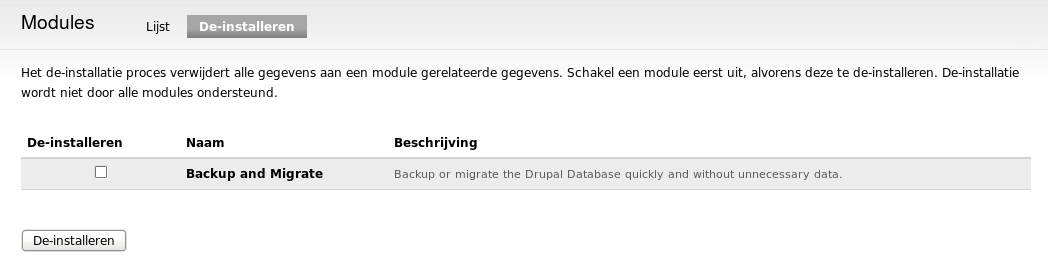 Modules
Lijst
De-installeren
Het de-installatie proces verwijdert alle gegevens aan een module gerelateerde gegevens. Schakel een module eerst uit, alvorens deze te de-installeren. De-installatie
wordt niet door alle modules ondersteund.
De-installeren Naam Beschrijving
Backup and Migrate Backup or migrate the Drupal Database quickly and without unnecessary data.
De-installeren